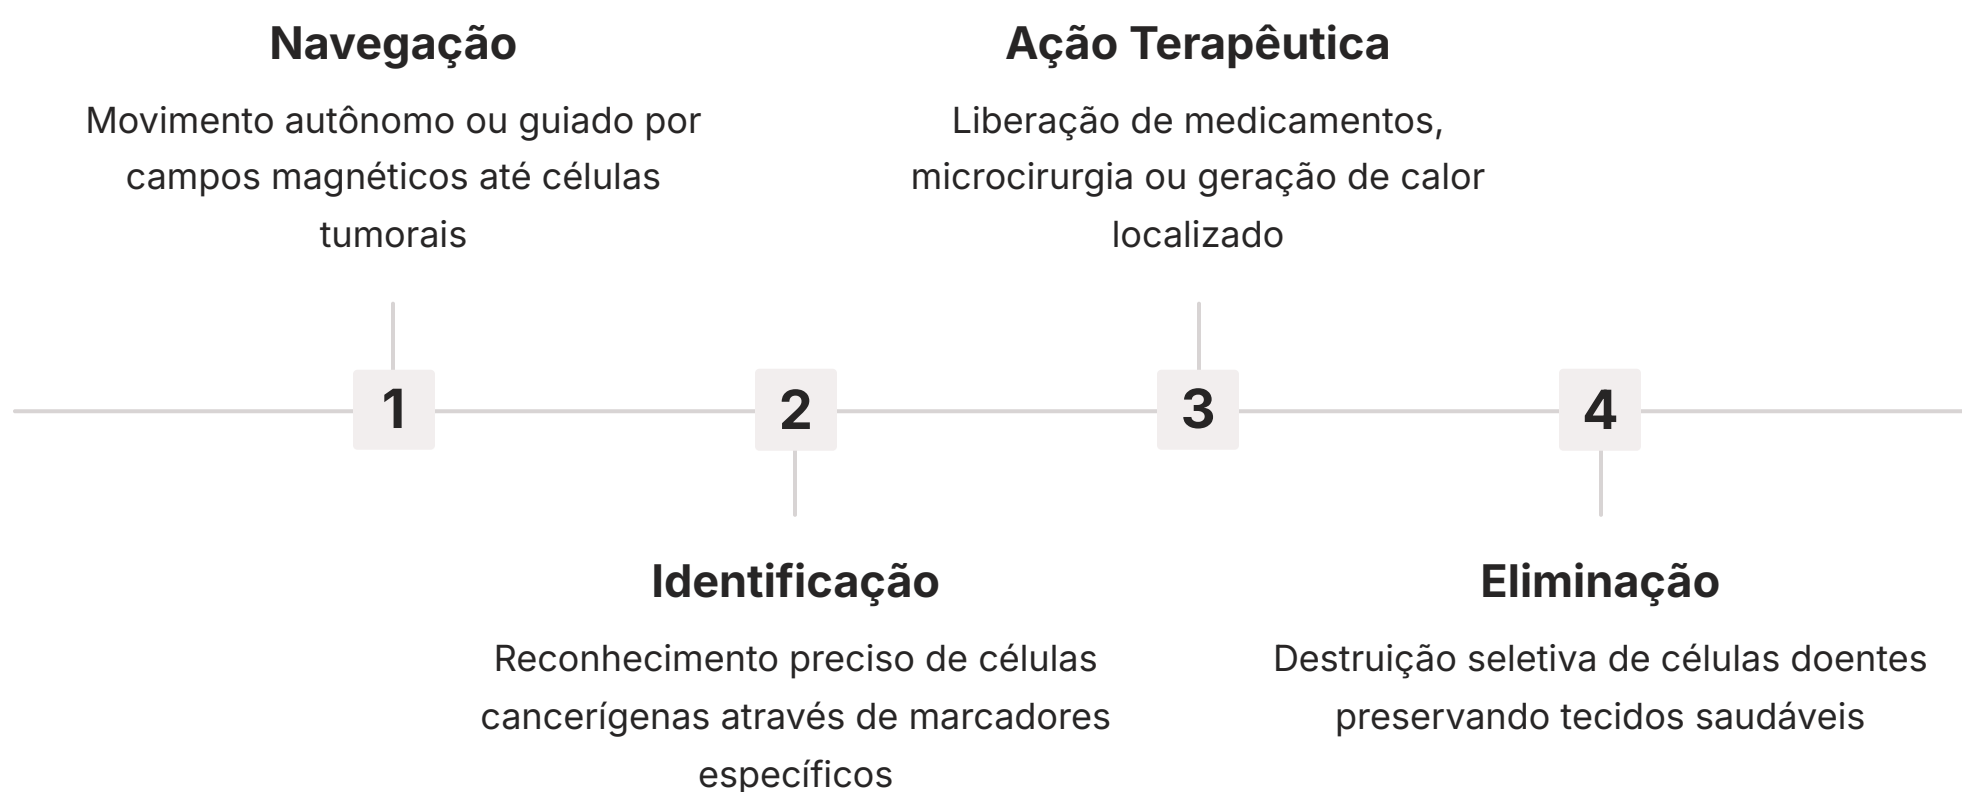 Navegação
Movimento autônomo ou guiado por
campos magnéticos até células
tumorais
1
2
Identificação
Reconhecimento preciso de células
cancerígenas através de marcadores
específicos
Ação Terapêutica
Liberação de medicamentos,
microcirurgia ou geração de calor
localizado
3
4
Eliminação
Destruição seletiva de células doentes
preservando tecidos saudáveis